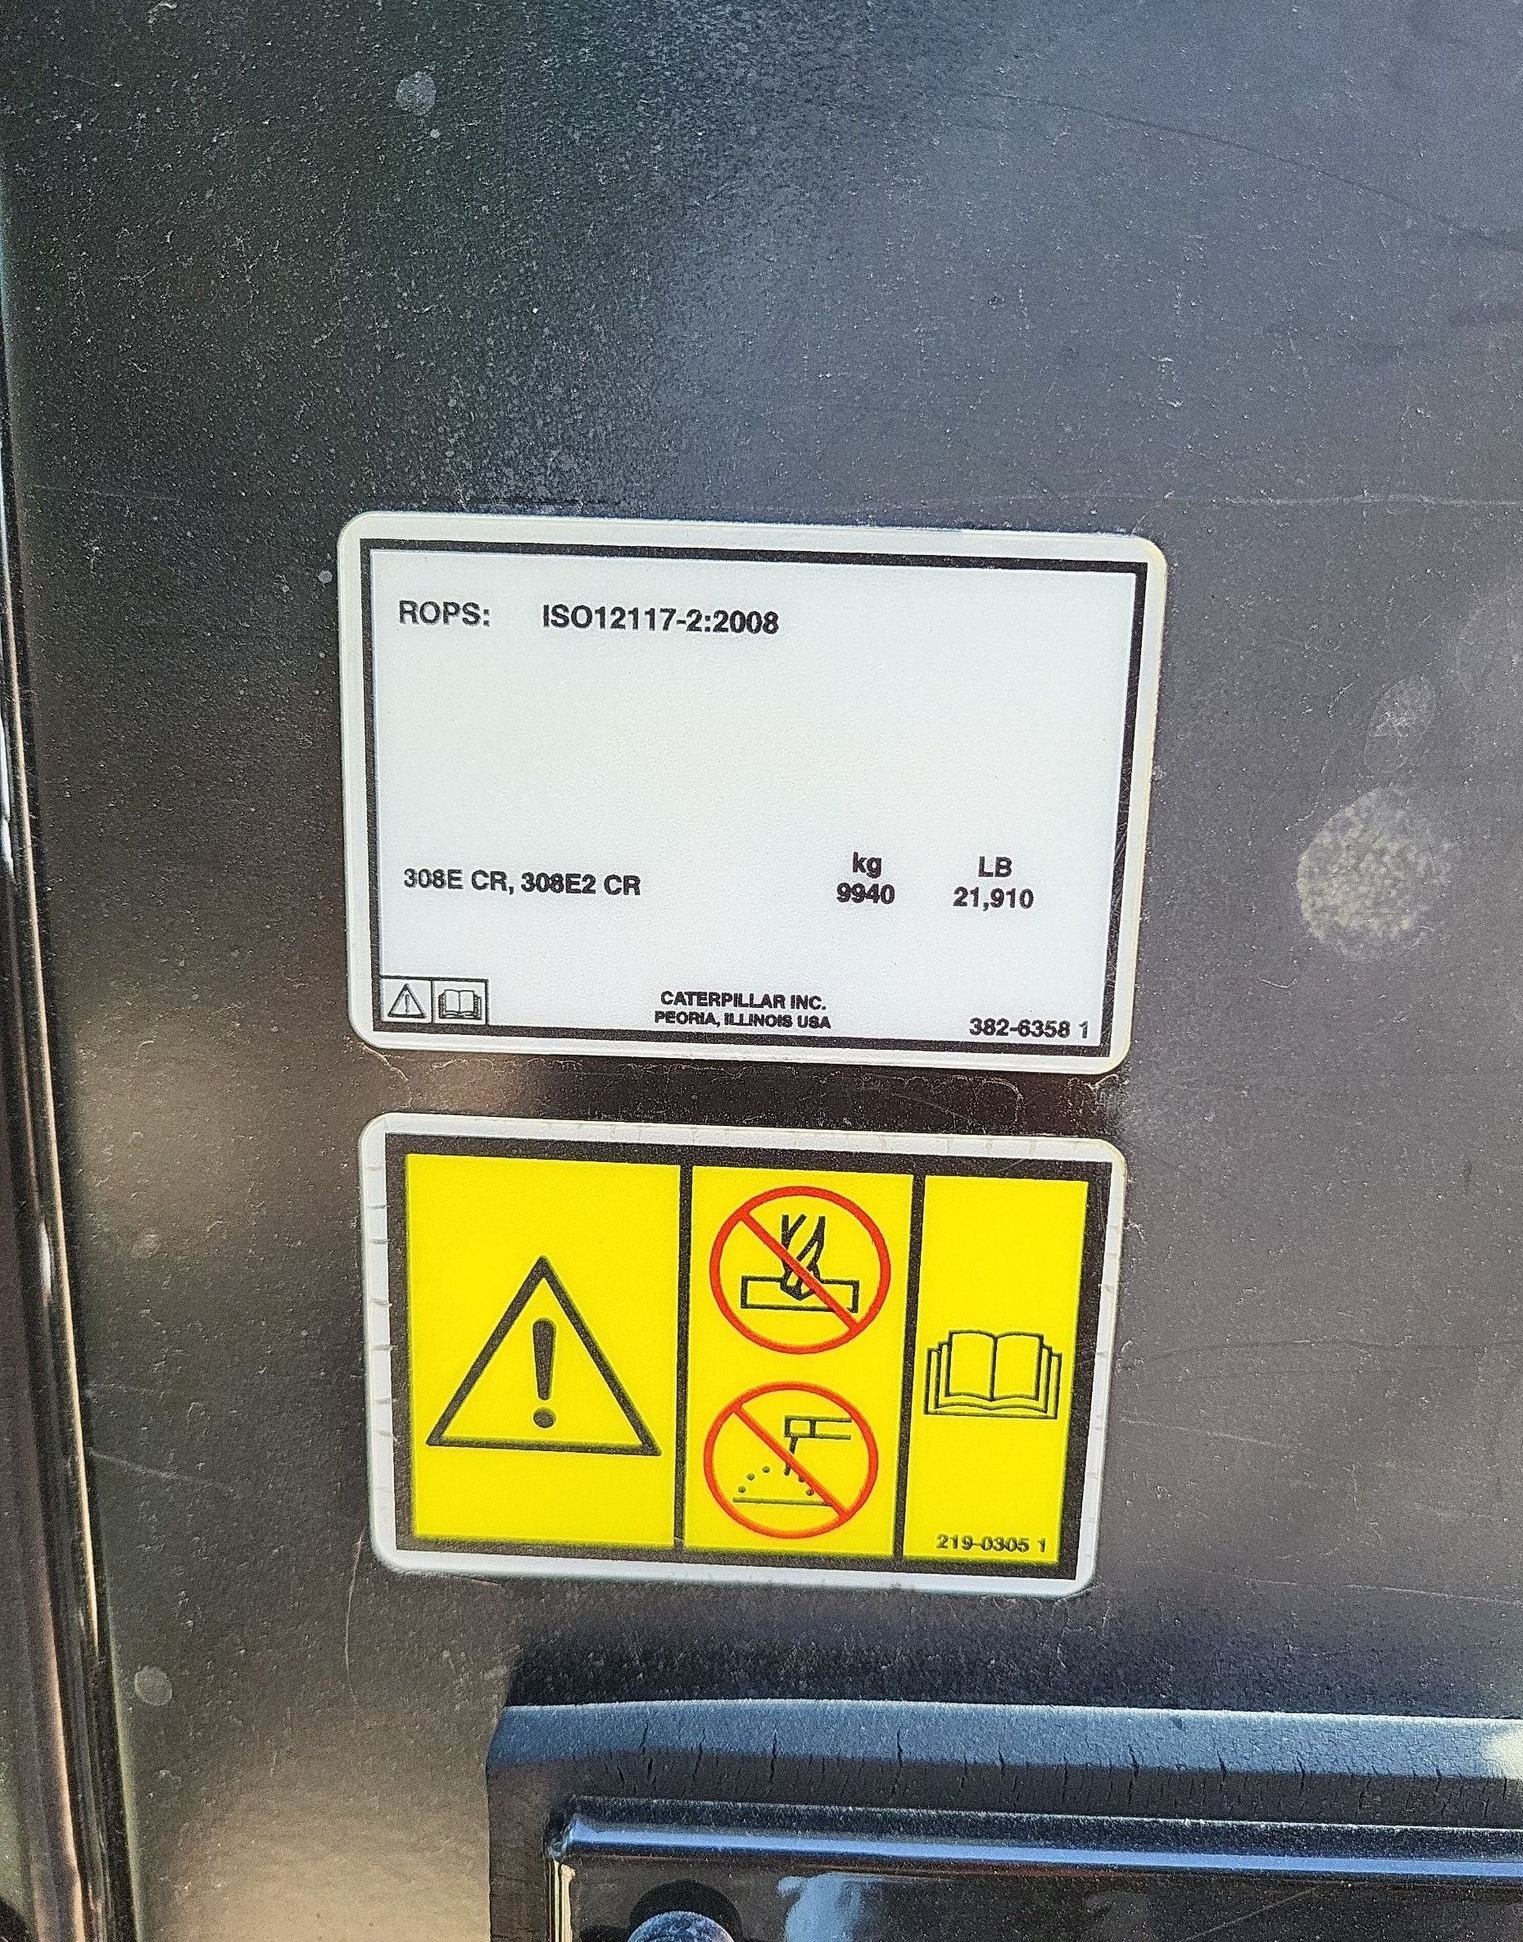 ROPS: ISO12117-2:2008
kg LB
308E CR, 308E2 CR 9940 21,910
CATERPILLAR INC.
PEORIA, ILLINOIS USA
382-6358 1
219-0305 1